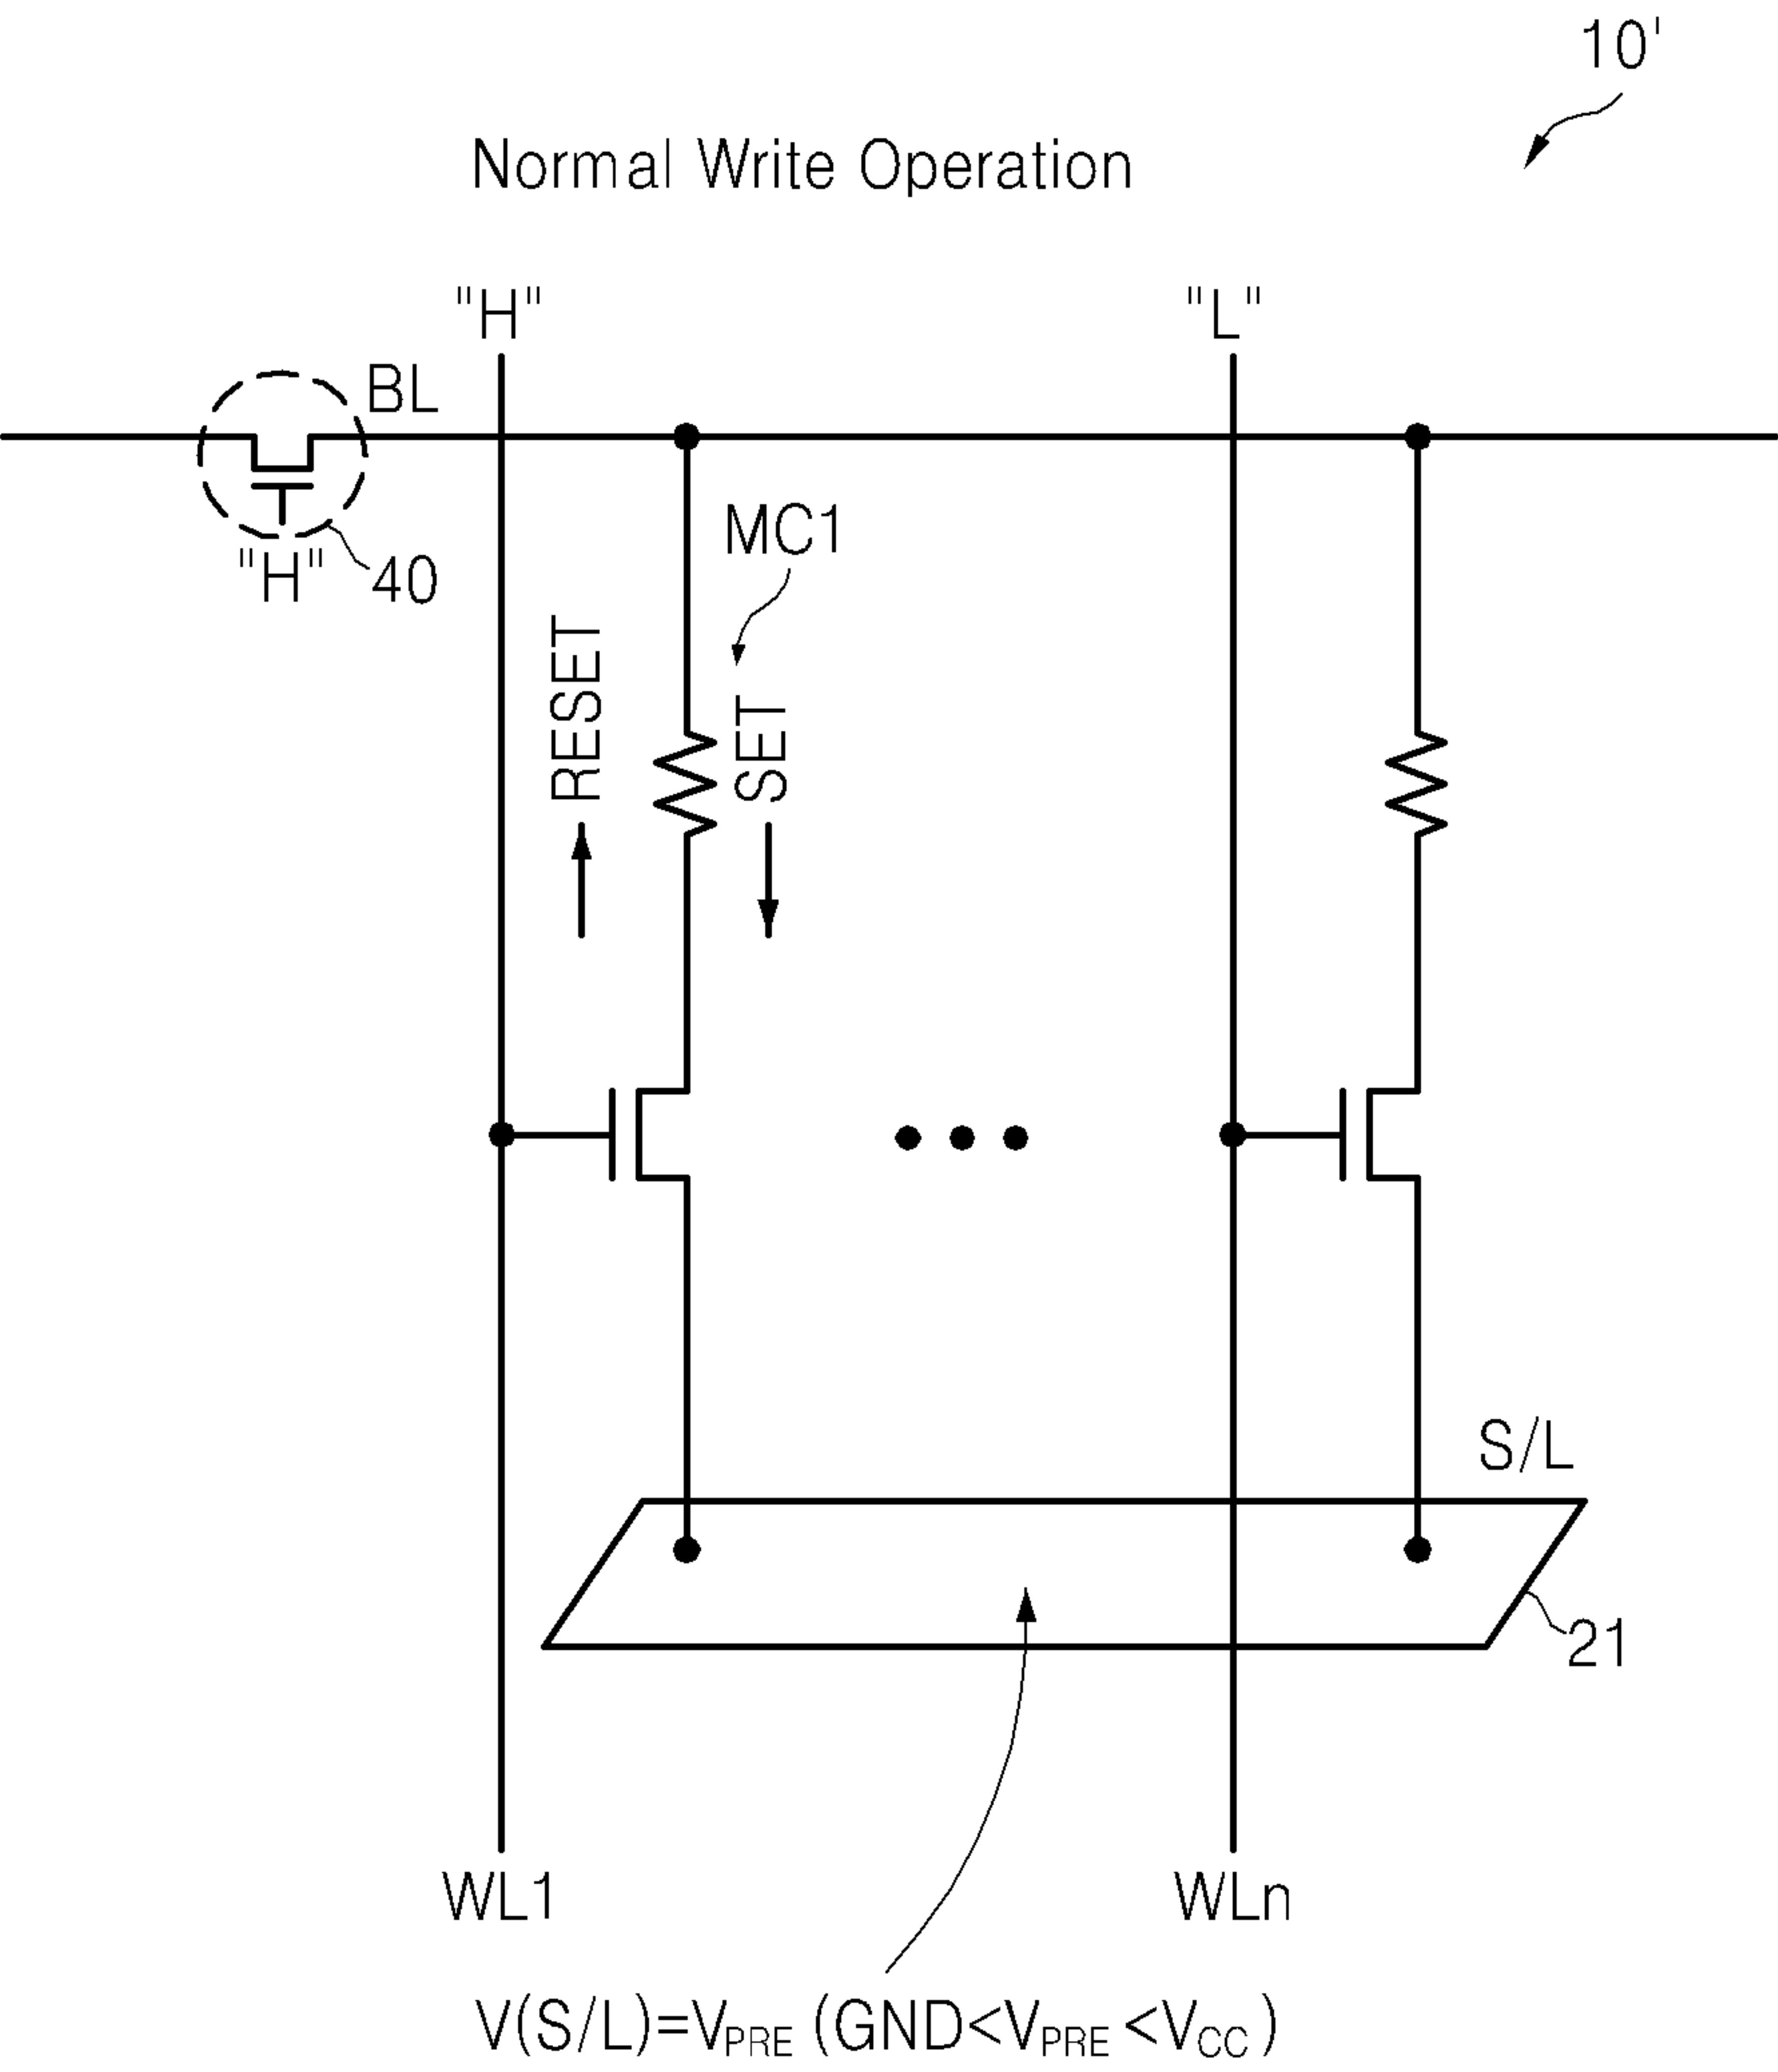 10'
Normal Write Operation
"H"
"L"
BL
"H"
40
MC1
RESET
SET
S/L
21
WL1
WLn
V(S/L)=VPRE (GND<VPRE<VCC)